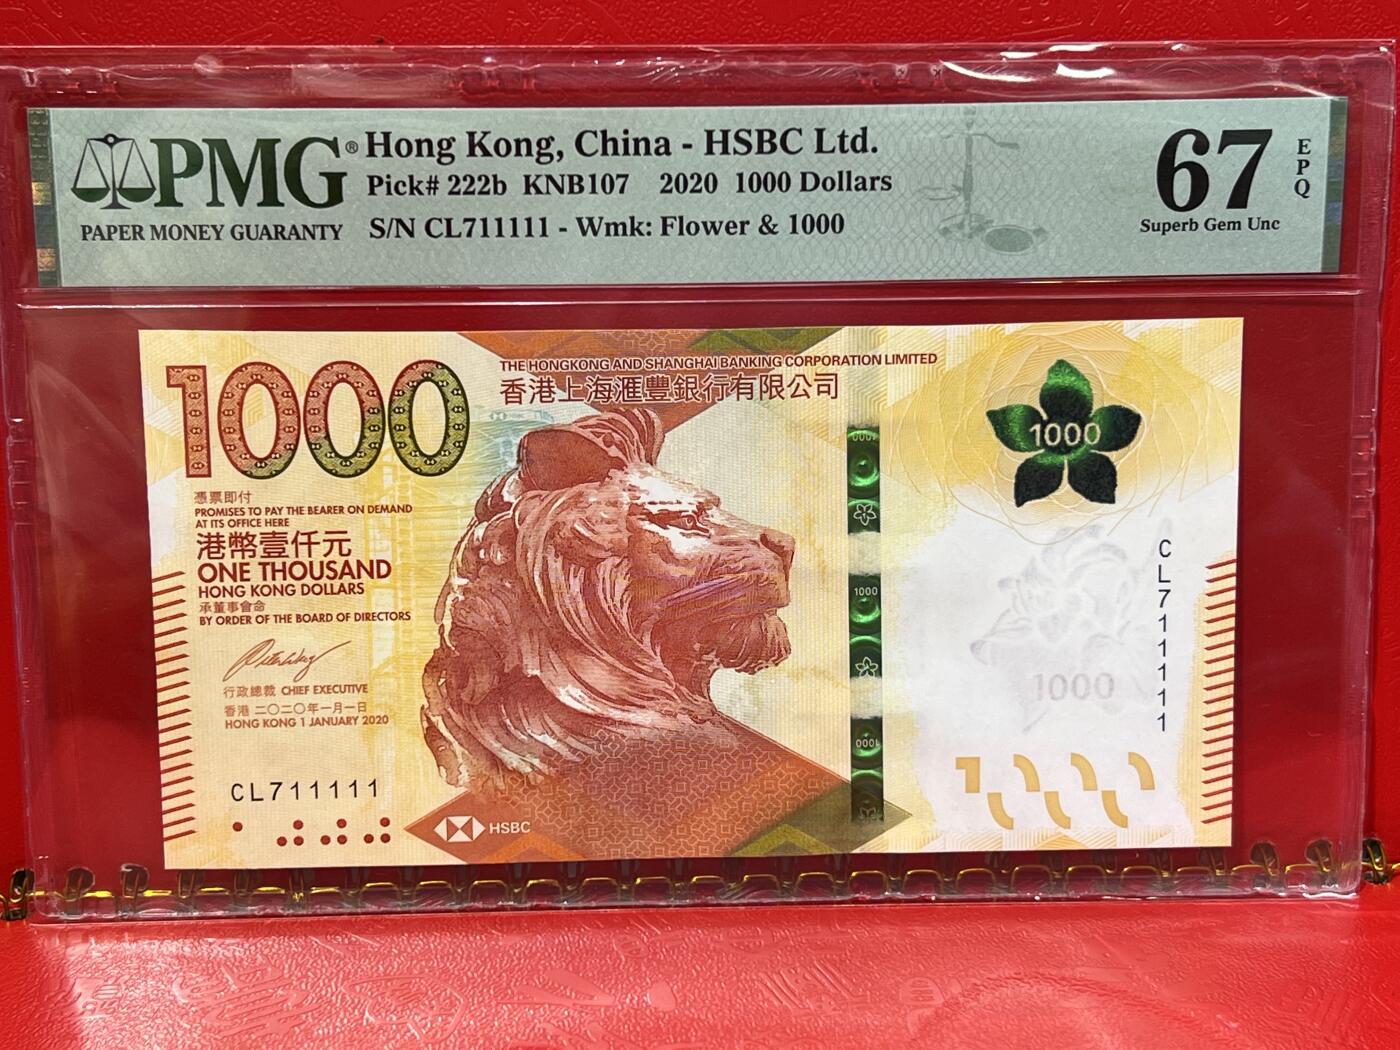 PMG®
PAPER MONEY GUARANTY
Hong Kong, China - HSBC Ltd.
Pick# 222b KNB107 2020 1000 Dollars
S/N CL711111 - Wmk: Flower & 1000
67
EPQ
Superb Gem Unc
1000
THE HONGKONG AND SHANGHAI BANKING CORPORATION LIMITED
香港上海滙豐銀行有限公司
憑票即付
PROMISES TO PAY THE BEARER ON DEMAND
AT ITS OFFICE HERE
港幣壹仟元
ONE THOUSAND
HONG KONG DOLLARS
承董事會命
BY ORDER OF THE BOARD OF DIRECTORS
行政總裁 CHIEF EXECUTIVE
香港 二〇二〇年一月一日
HONG KONG 1 JANUARY 2020
CL711111
HSBC
1000
1000
1000
1000
CL711111
1000
1000